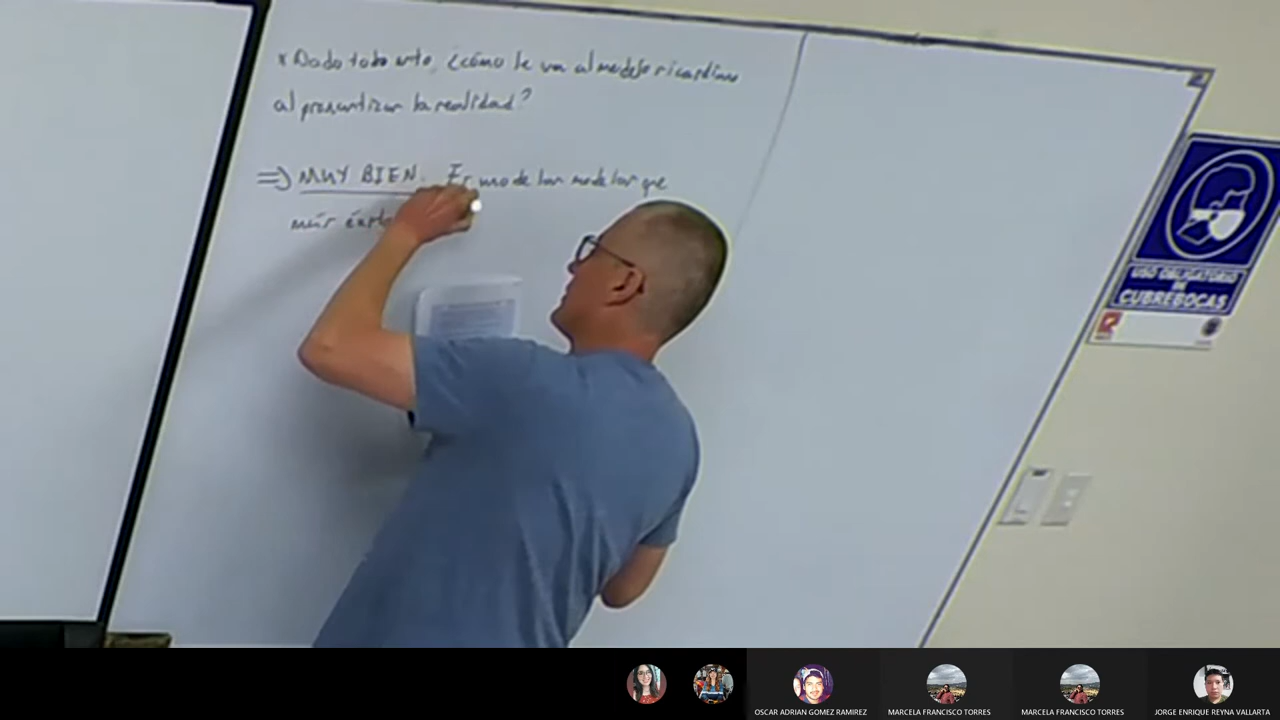 * Dado todo esto, ¿cómo le va al modelo ricardiano
al presentizar la realidad?
=> MUY BIEN. Es uno de los modelos que
más éxito
USO OBLIGATORIO
DE
CUBREBOCAS
OSCAR ADRIAN GOMEZ RAMIREZ
MARCELA FRANCISCO TORRES
MARCELA FRANCISCO TORRES
JORGE ENRIQUE REYNA VALLARTA